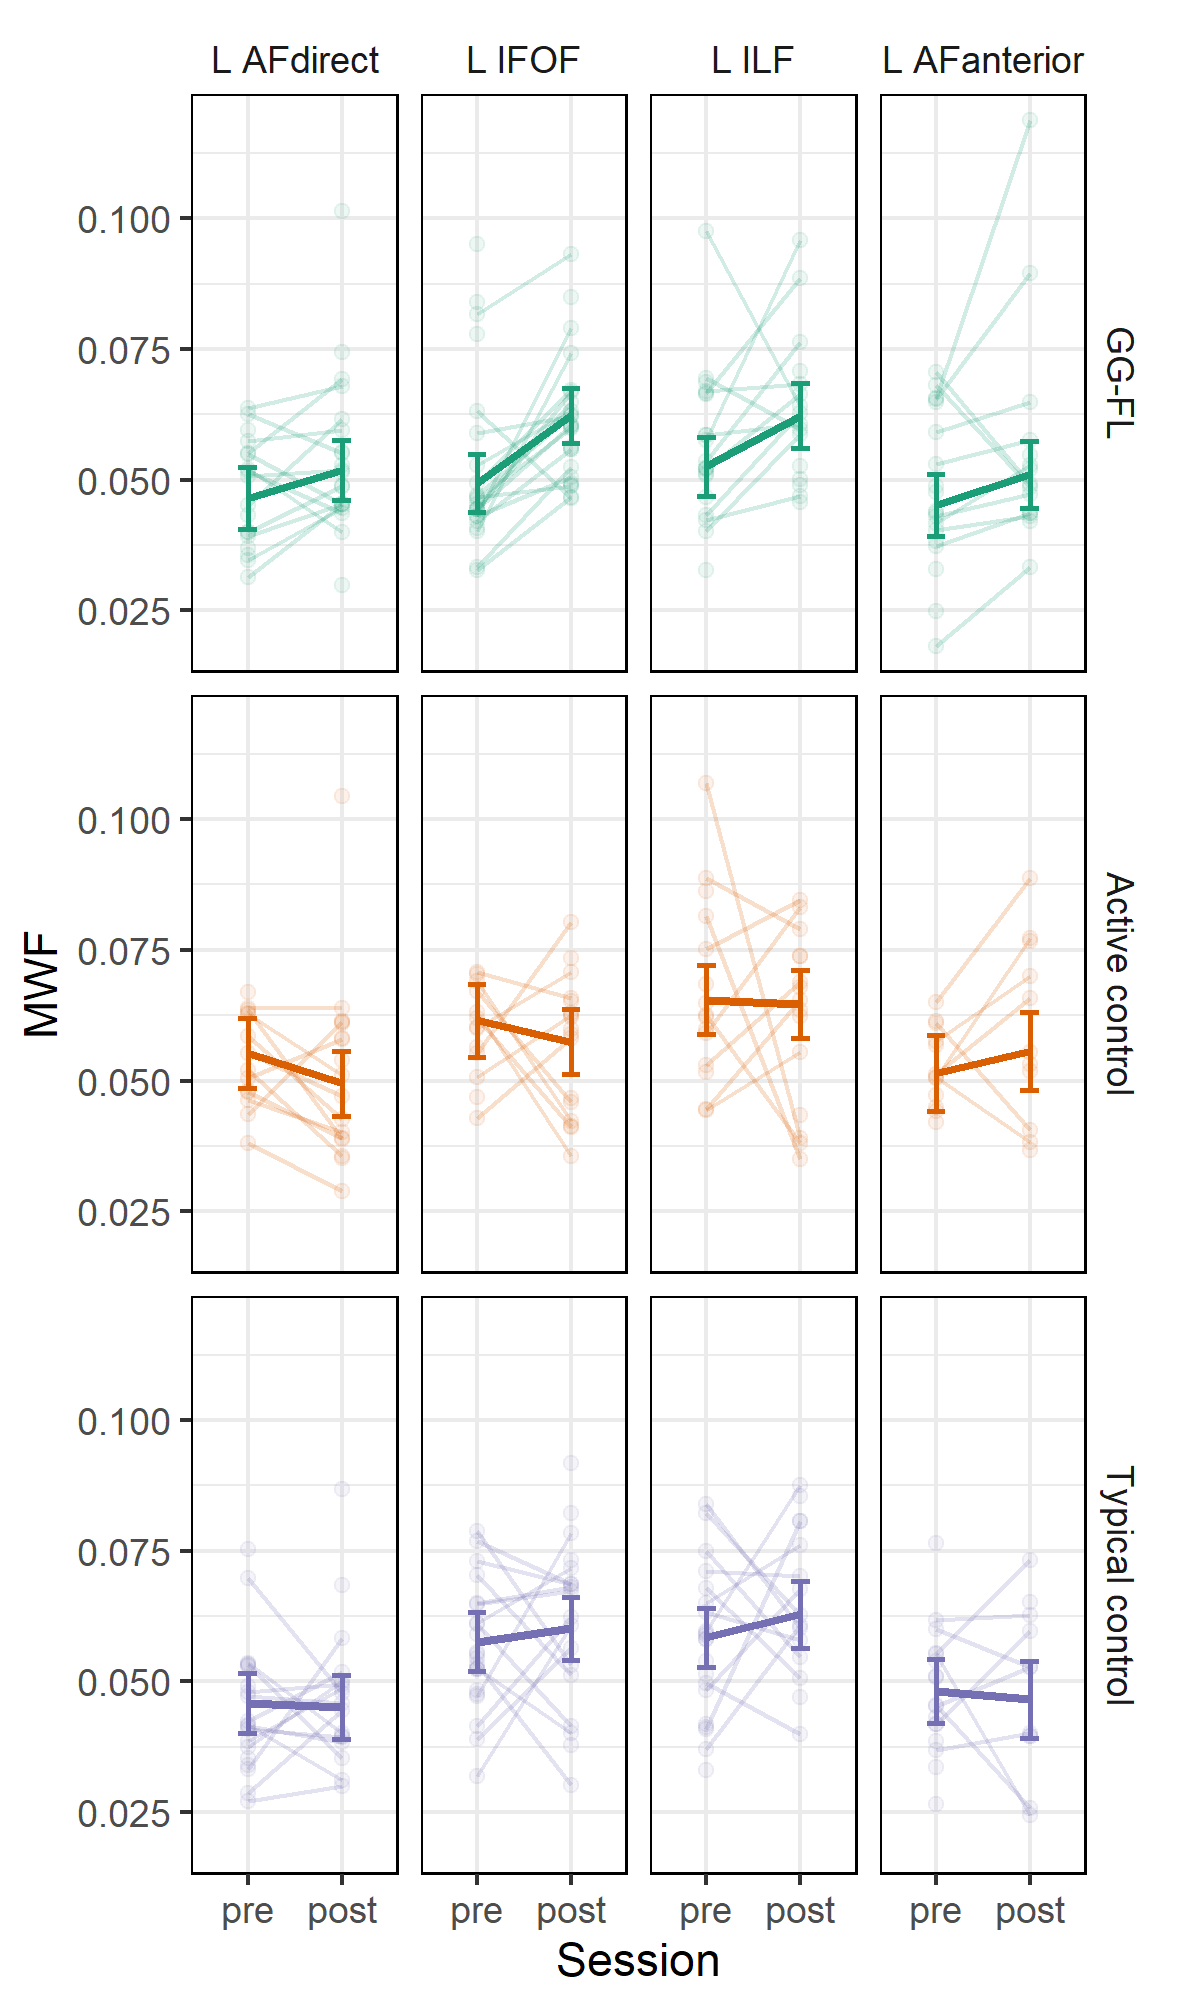 L AFdirect L IFOF L ILF L AFanterior
0.100
0.075
0.050
0.025
GG-FL
0.100
0.075
0.050
0.025
Active control
MWF
0.100
0.075
0.050
0.025
Typical control
pre post pre post pre post pre post
Session